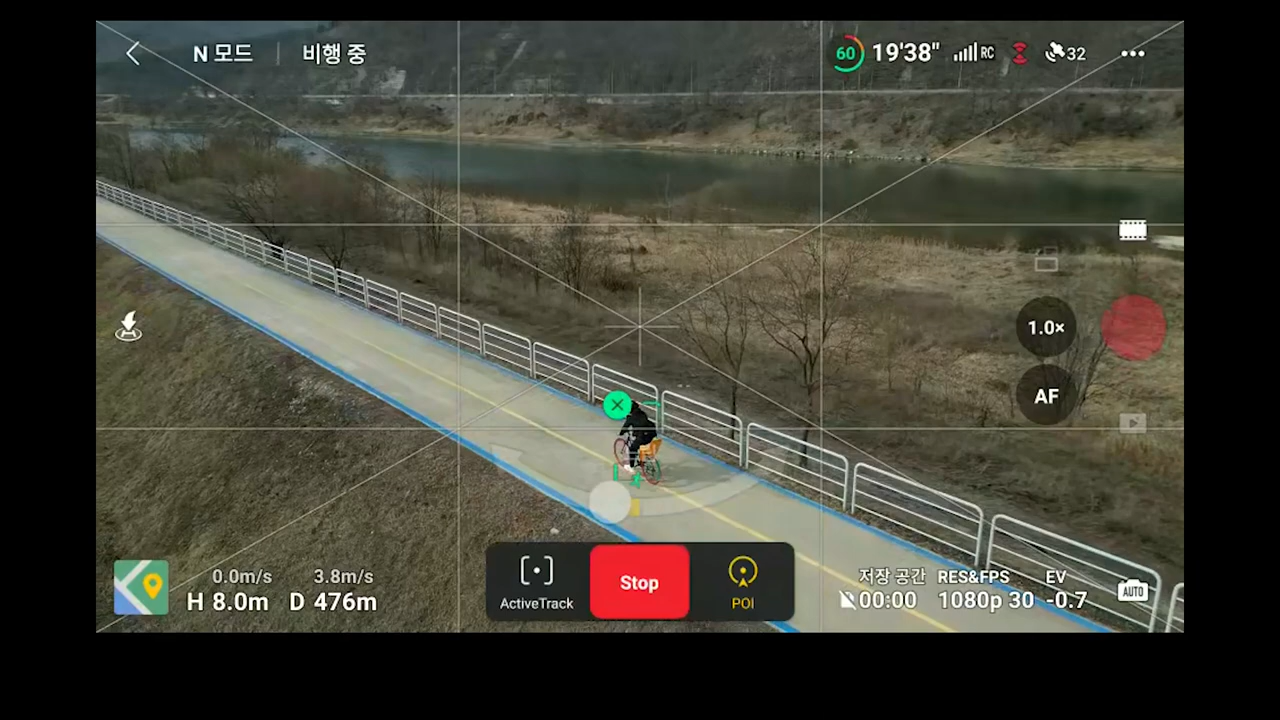 N 모드 | 비행 중
60 19'38" RC 32
1.0×
AF
0.0m/s 3.8m/s
H 8.0m D 476m
ActiveTrack
Stop
POI
저장 공간 RES&FPS EV
00:00 1080p 30 -0.7
AUTO